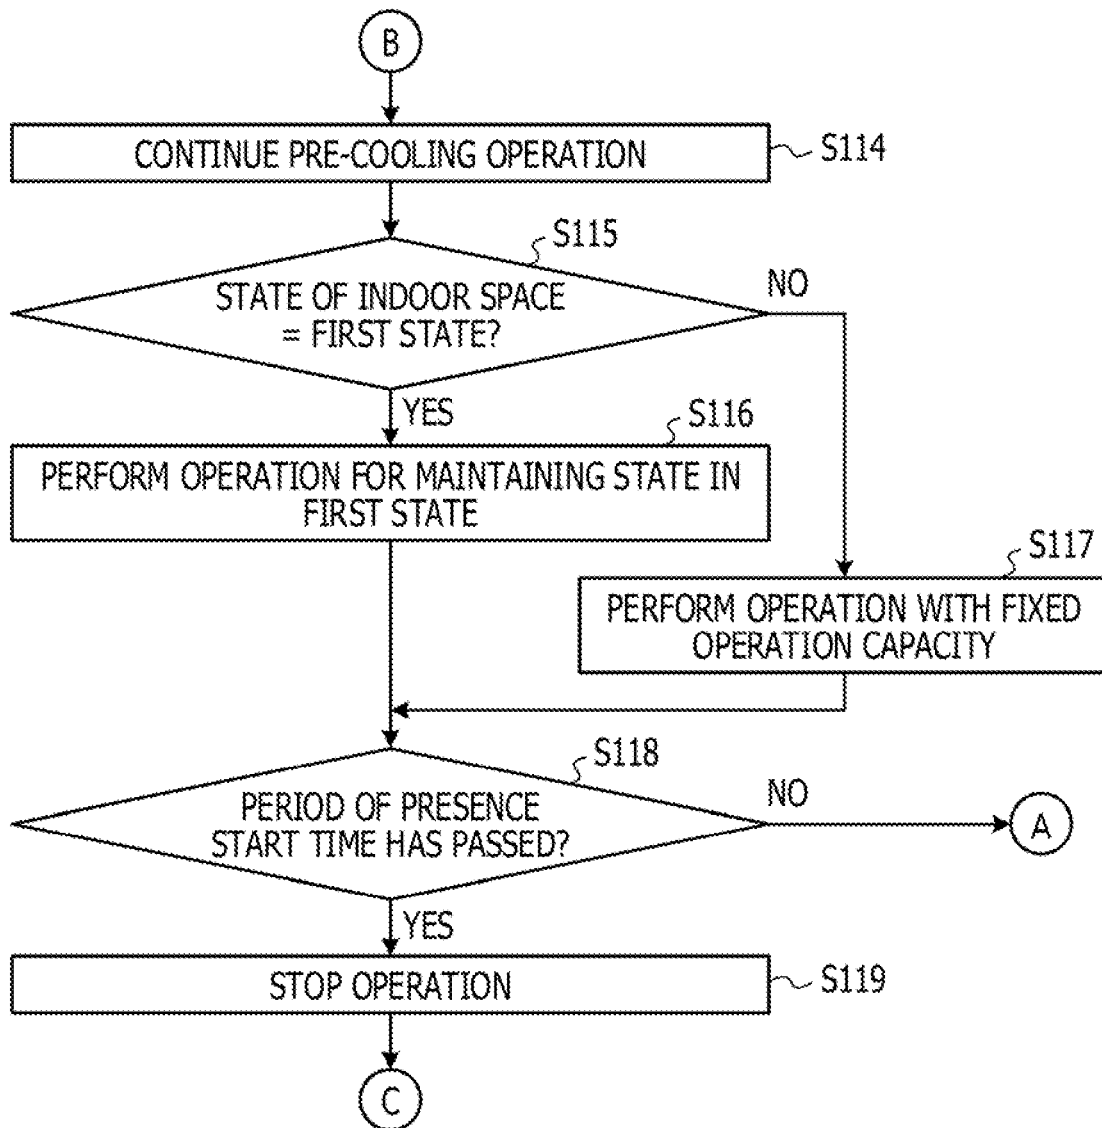 B
CONTINUE PRE-COOLING OPERATION
S114
S115
STATE OF INDOOR SPACE
= FIRST STATE?
NO
YES
S116
PERFORM OPERATION FOR MAINTAINING STATE IN
FIRST STATE
S117
PERFORM OPERATION WITH FIXED
OPERATION CAPACITY
S118
PERIOD OF PRESENCE
START TIME HAS PASSED?
NO
A
YES
STOP OPERATION
S119
C